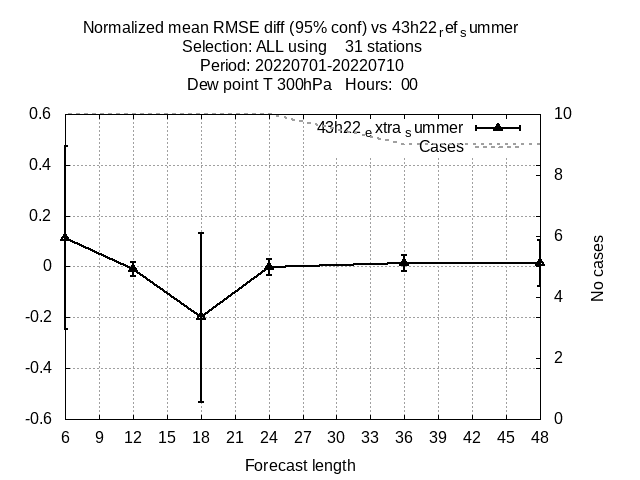 Normalized mean RMSE diff (95% conf) vs 43h22refsummer
Selection: ALL using 31 stations
Period: 20220701-20220710
Dew point T 300hPa Hours: 00
43h22extrasummer
Cases
0.6
0.4
0.2
0
-0.2
-0.4
-0.6
10
8
6
4
2
0
No cases
6 9 12 15 18 21 24 27 30 33 36 39 42 45 48
Forecast length